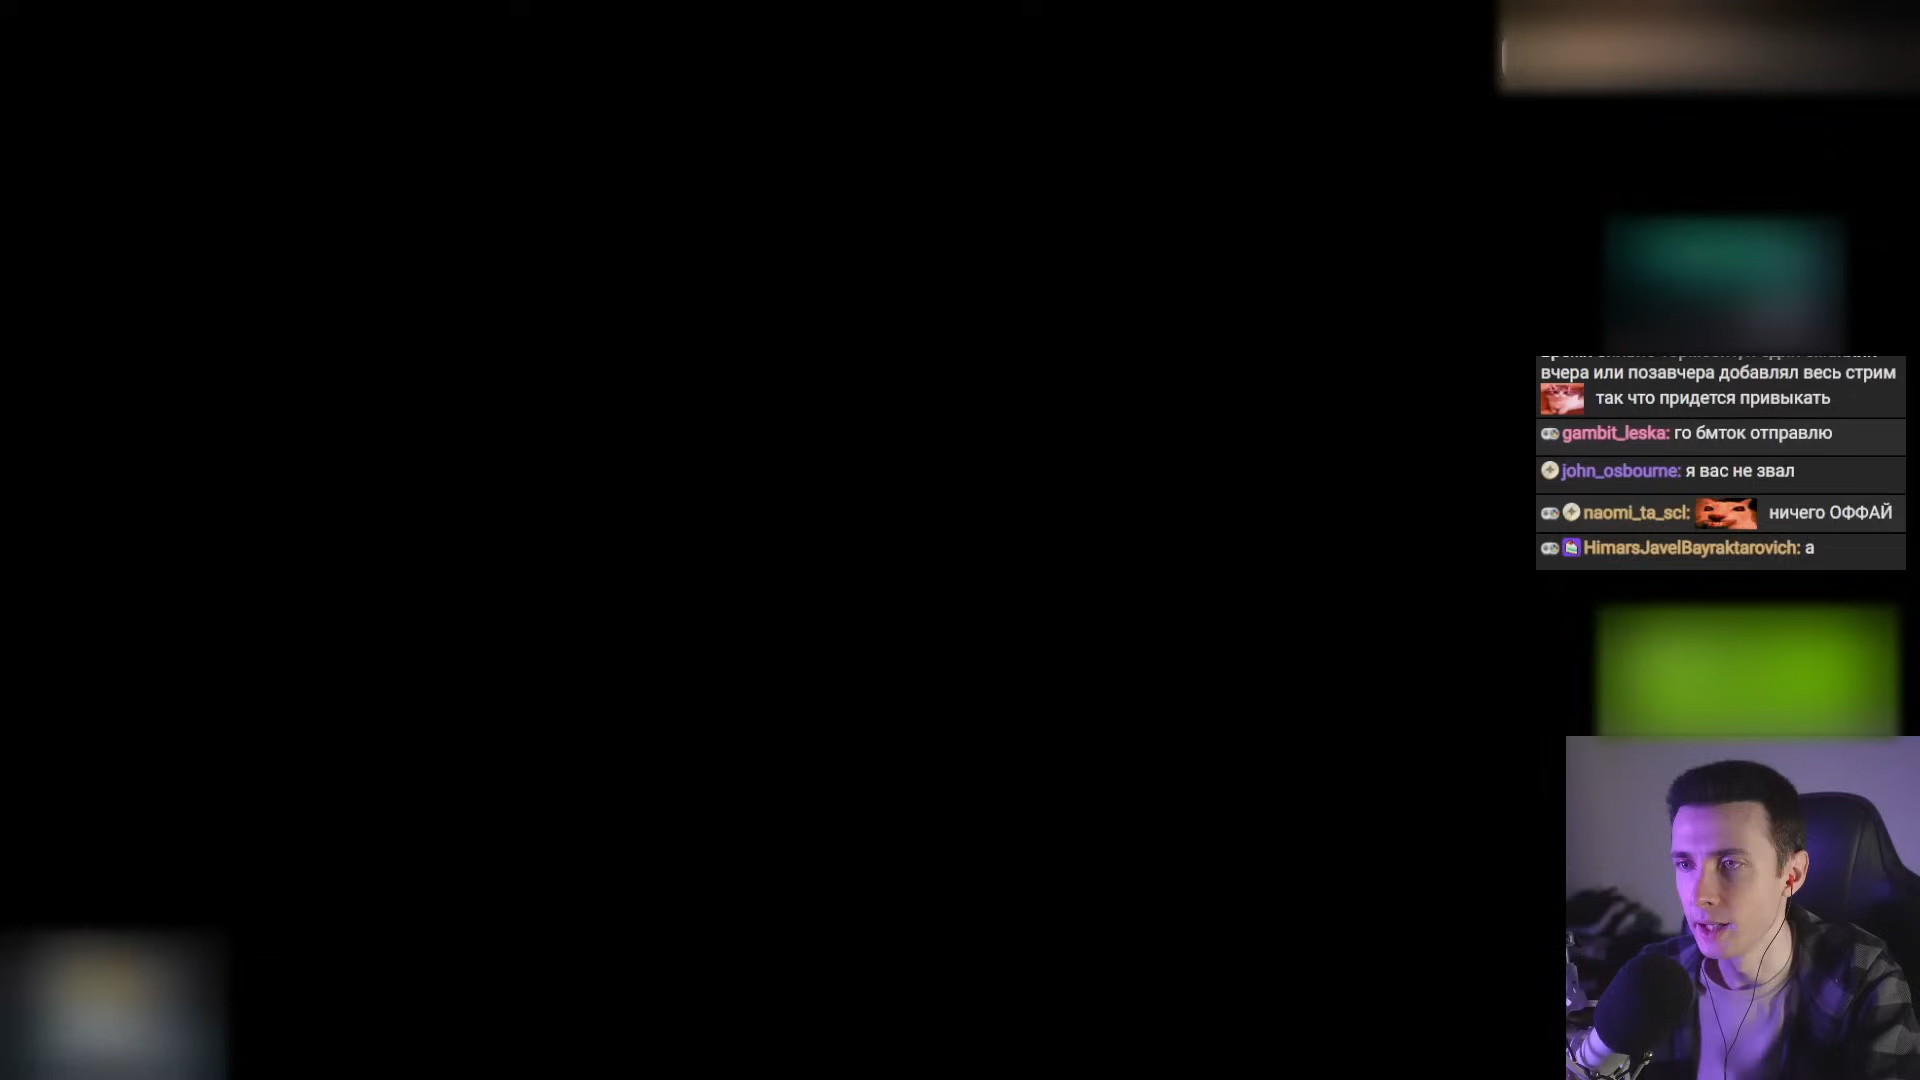 вчера или позавчера добавлял весь стрим
так что придется привыкать
gambit_leska: го бмток отправлю
john_osbourne: я вас не звал
naomi_ta_scl: ничего ОФФАЙ
HimarsJavelBayraktarovich: а